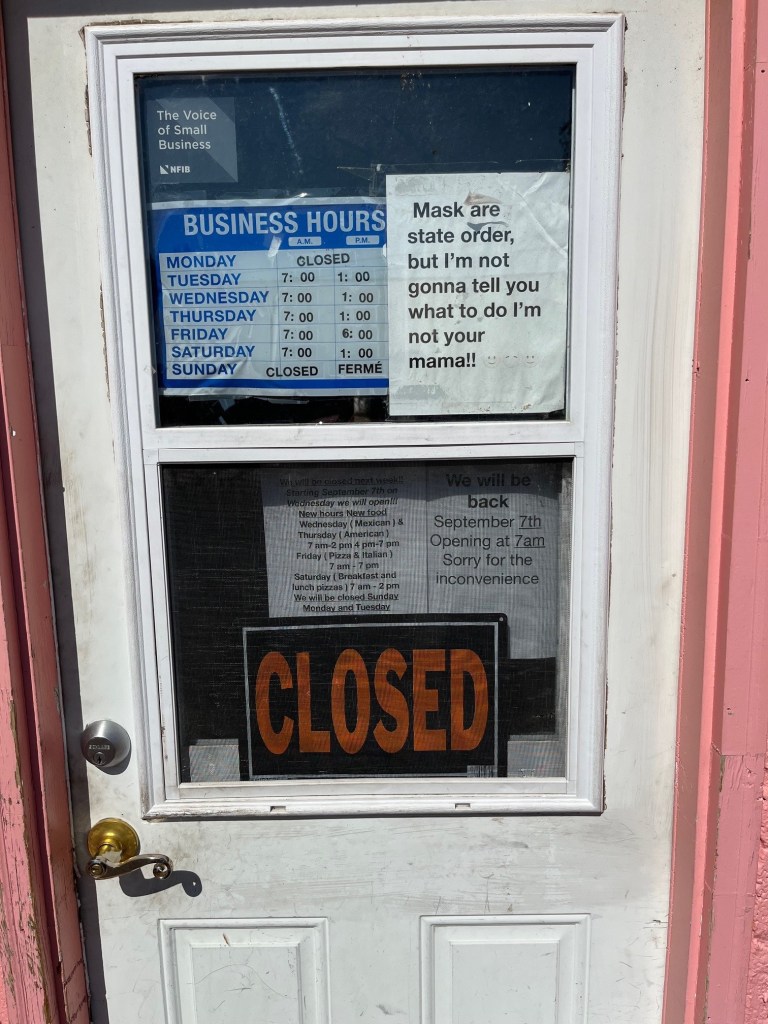 The Voice
of Small
Business
NFIB
BUSINESS HOURS
A.M. P.M.
MONDAY CLOSED
TUESDAY 7: 00 1: 00
WEDNESDAY 7: 00 1: 00
THURSDAY 7: 00 1: 00
FRIDAY 7: 00 6: 00
SATURDAY 7: 00 1: 00
SUNDAY CLOSED FERMÉ
Mask are
state order,
but I'm not
gonna tell you
what to do I'm
not your
mama!!
We will be closed next week!!
Starting September 7th on
Wednesday we will open!!!
New hours New food
Wednesday ( Mexican ) &
Thursday ( American )
7 am-2 pm 4 pm-7 pm
Friday ( Pizza & Italian )
7 am - 7 pm
Saturday ( Breakfast and
lunch pizzas ) 7 am - 2 pm
We will be closed Sunday
Monday and Tuesday
We will be
back
September 7th
Opening at 7am
Sorry for the
inconvenience
CLOSED